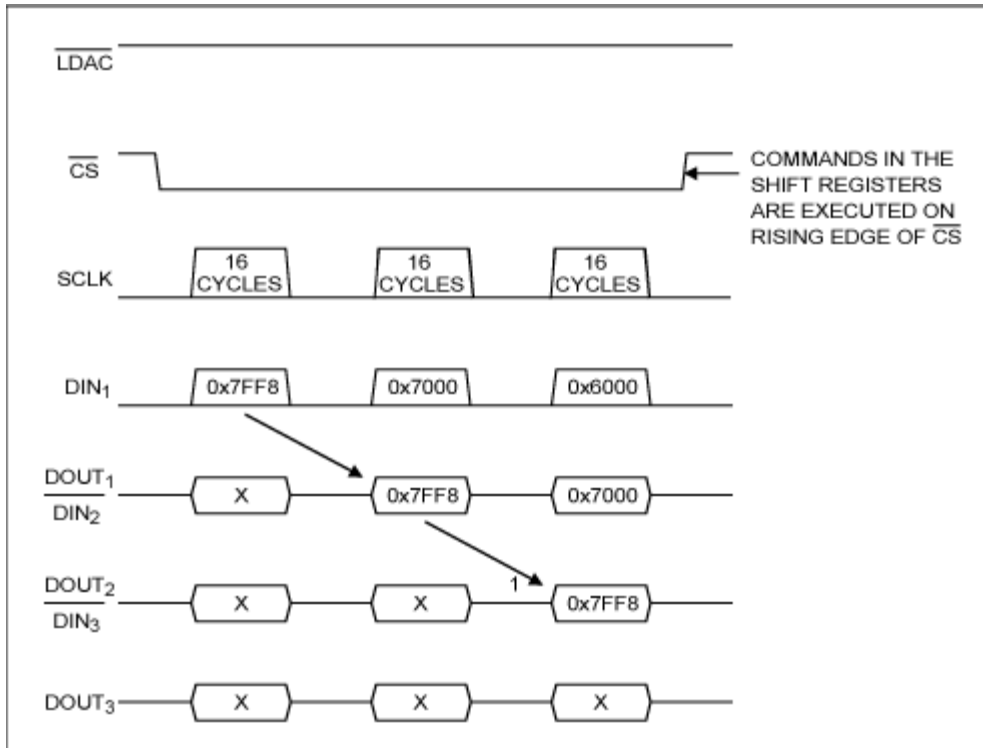 LDAC
CS
COMMANDS IN THE
SHIFT REGISTERS
ARE EXECUTED ON
RISING EDGE OF CS
SCLK
16
CYCLES
16
CYCLES
16
CYCLES
DIN1
0x7FF8
0x7000
0x6000
DOUT1
DIN2
X
0x7FF8
0x7000
DOUT2
DIN3
X
X
1
0x7FF8
DOUT3
X
X
X